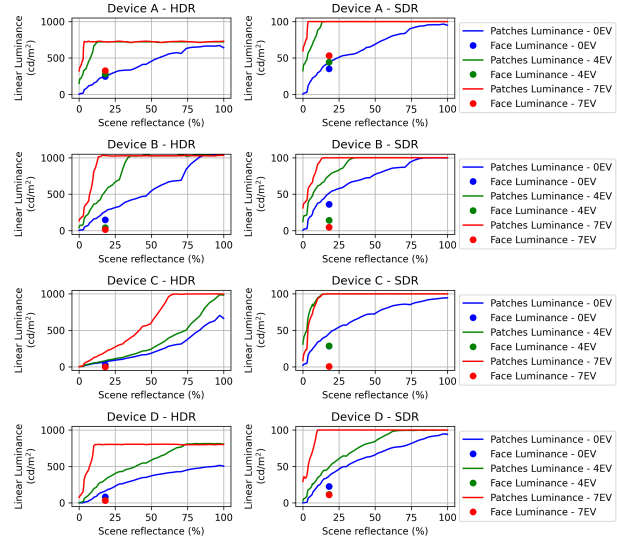 Device A - HDR
Device A - SDR
Linear Luminance
(cd/m²)
1000
500
0
0 25 50 75 100
Scene reflectance (%)
Linear Luminance
(cd/m²)
100
50
0
0 25 50 75 100
Scene reflectance (%)
Patches Luminance - 0EV
Face Luminance - 0EV
Patches Luminance - 4EV
Face Luminance - 4EV
Patches Luminance - 7EV
Face Luminance - 7EV
Device B - HDR
Device B - SDR
Linear Luminance
(cd/m²)
1000
500
0
0 25 50 75 100
Scene reflectance (%)
Linear Luminance
(cd/m²)
100
50
0
0 25 50 75 100
Scene reflectance (%)
Patches Luminance - 0EV
Face Luminance - 0EV
Patches Luminance - 4EV
Face Luminance - 4EV
Patches Luminance - 7EV
Face Luminance - 7EV
Device C - HDR
Device C - SDR
Linear Luminance
(cd/m²)
1000
500
0
0 25 50 75 100
Scene reflectance (%)
Linear Luminance
(cd/m²)
100
50
0
0 25 50 75 100
Scene reflectance (%)
Patches Luminance - 0EV
Face Luminance - 0EV
Patches Luminance - 4EV
Face Luminance - 4EV
Patches Luminance - 7EV
Face Luminance - 7EV
Device D - HDR
Device D - SDR
Linear Luminance
(cd/m²)
1000
500
0
0 25 50 75 100
Scene reflectance (%)
Linear Luminance
(cd/m²)
100
50
0
0 25 50 75 100
Scene reflectance (%)
Patches Luminance - 0EV
Face Luminance - 0EV
Patches Luminance - 4EV
Face Luminance - 4EV
Patches Luminance - 7EV
Face Luminance - 7EV